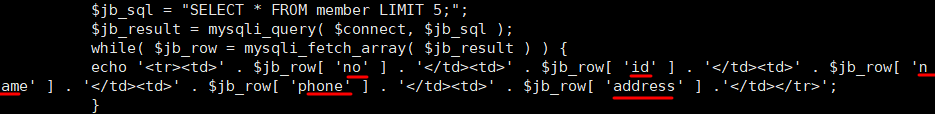 $jb_sql = "SELECT * FROM member LIMIT 5;";
$jb_result = mysqli_query( $connect, $jb_sql );
while( $jb_row = mysqli_fetch_array( $jb_result ) ) {
echo '<tr><td>' . $jb_row[ 'no' ] . '</td><td>' . $jb_row[ 'id' ] . '</td><td>' . $jb_row[ 'n
ame' ] . '</td><td>' . $jb_row[ 'phone' ] . '</td><td>' . $jb_row[ 'address' ] .'</td></tr>';
}